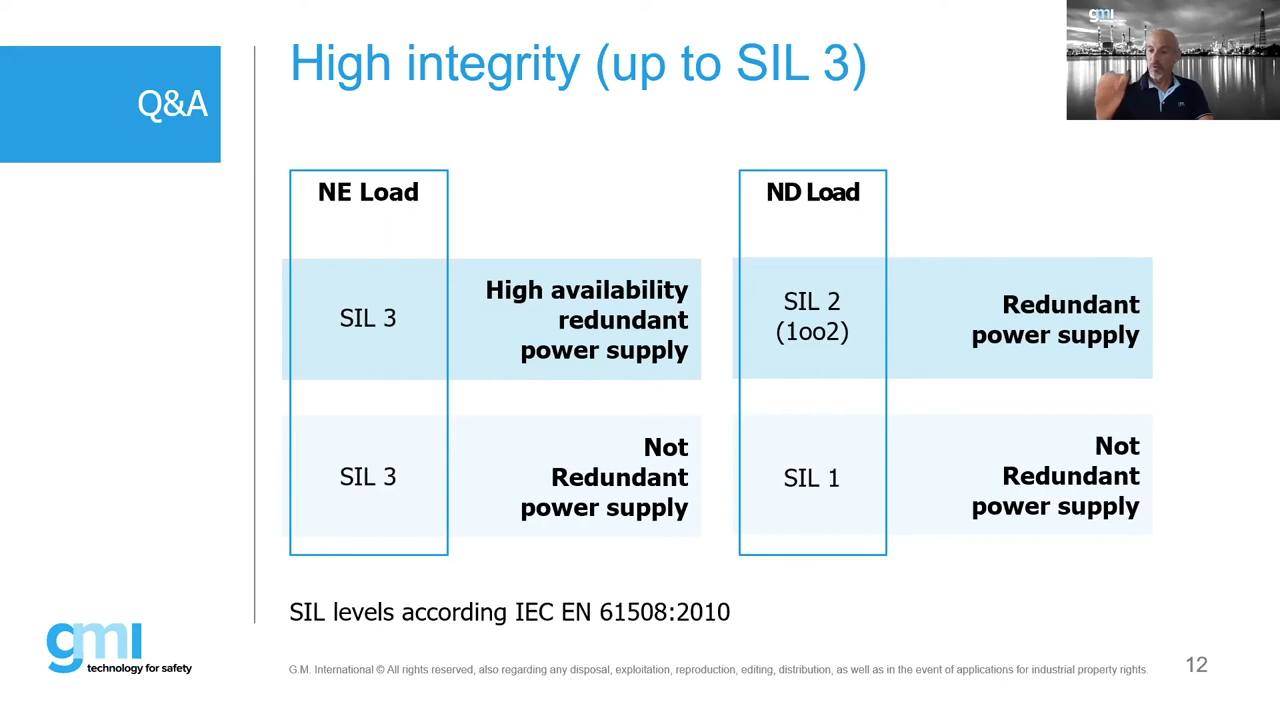 Q&A
High integrity (up to SIL 3)
gmi
NE Load
SIL 3
High availability
redundant
power supply
SIL 3
Not
Redundant
power supply
ND Load
SIL 2
(1oo2)
Redundant
power supply
SIL 1
Not
Redundant
power supply
SIL levels according IEC EN 61508:2010
gmi
technology for safety
G.M. International © All rights reserved, also regarding any disposal, exploitation, reproduction, editing, distribution, as well as in the event of applications for industrial property rights.
12